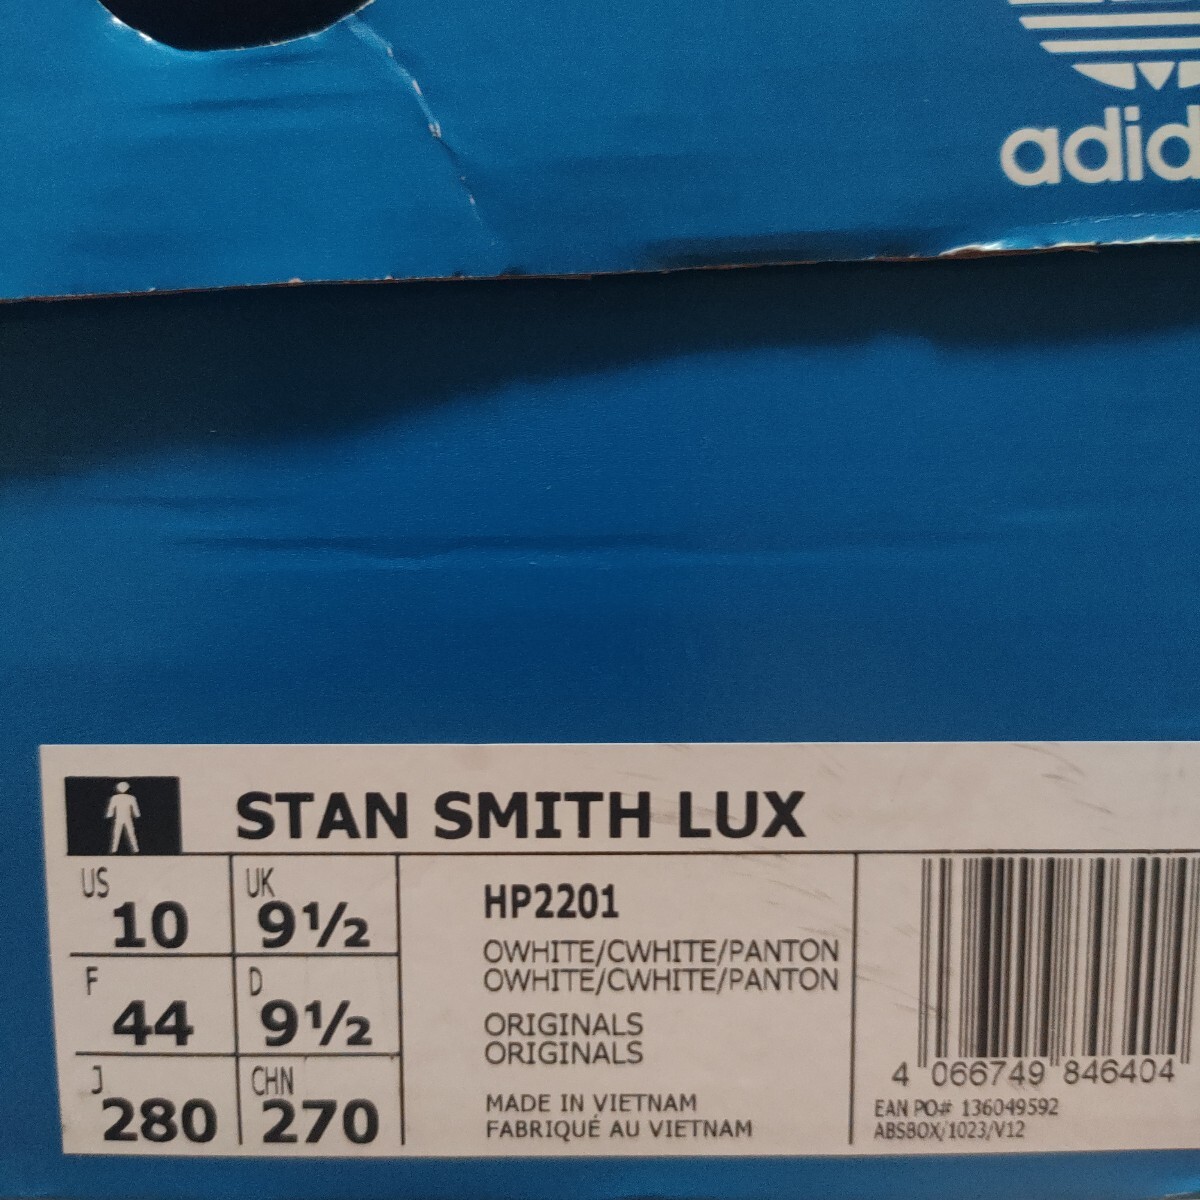 adid
STAN SMITH LUX
US 10 UK 9½
F 44 D 9½
J 280 CHN 270
HP2201
OWHITE/CWHITE/PANTON
OWHITE/CWHITE/PANTON
ORIGINALS
ORIGINALS
MADE IN VIETNAM
FABRIQUÉ AU VIETNAM
4 066749 846404
EAN PO# 136049592
ABSBOX/1023/V12